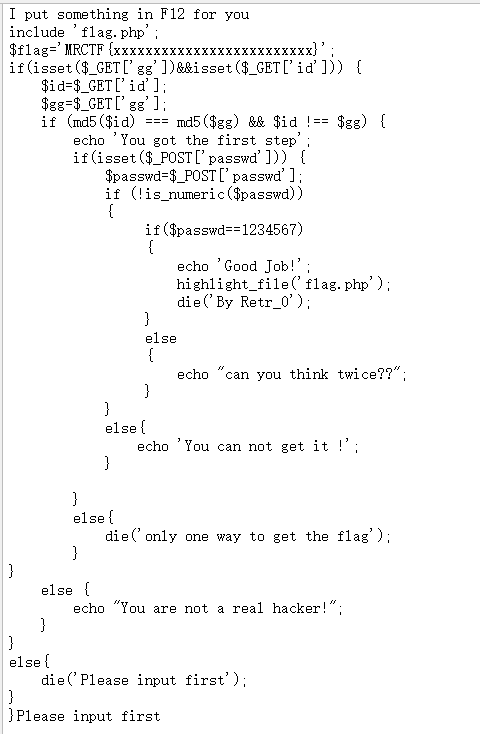 I put something in F12 for you
include 'flag.php';
$flag='MRCTF{xxxxxxxxxxxxxxxxxxxxxxxxx}';
if(isset($_GET['gg'])&&isset($_GET['id'])) {
    $id=$_GET['id'];
    $gg=$_GET['gg'];
    if (md5($id) === md5($gg) && $id !== $gg) {
        echo 'You got the first step';
        if(isset($_POST['passwd'])) {
            $passwd=$_POST['passwd'];
            if (!is_numeric($passwd))
            {
                 if($passwd==1234567)
                 {
                     echo 'Good Job!';
                     highlight_file('flag.php');
                     die('By Retr_0');
                 }
                 else
                 {
                     echo "can you think twice??";
                 }
            }
            else{
                echo 'You can not get it !';
            }

        }
        else{
            die('only one way to get the flag');
        }
}
    else {
        echo "You are not a real hacker!";
    }
}
else{
    die('Please input first');
}
}Please input first